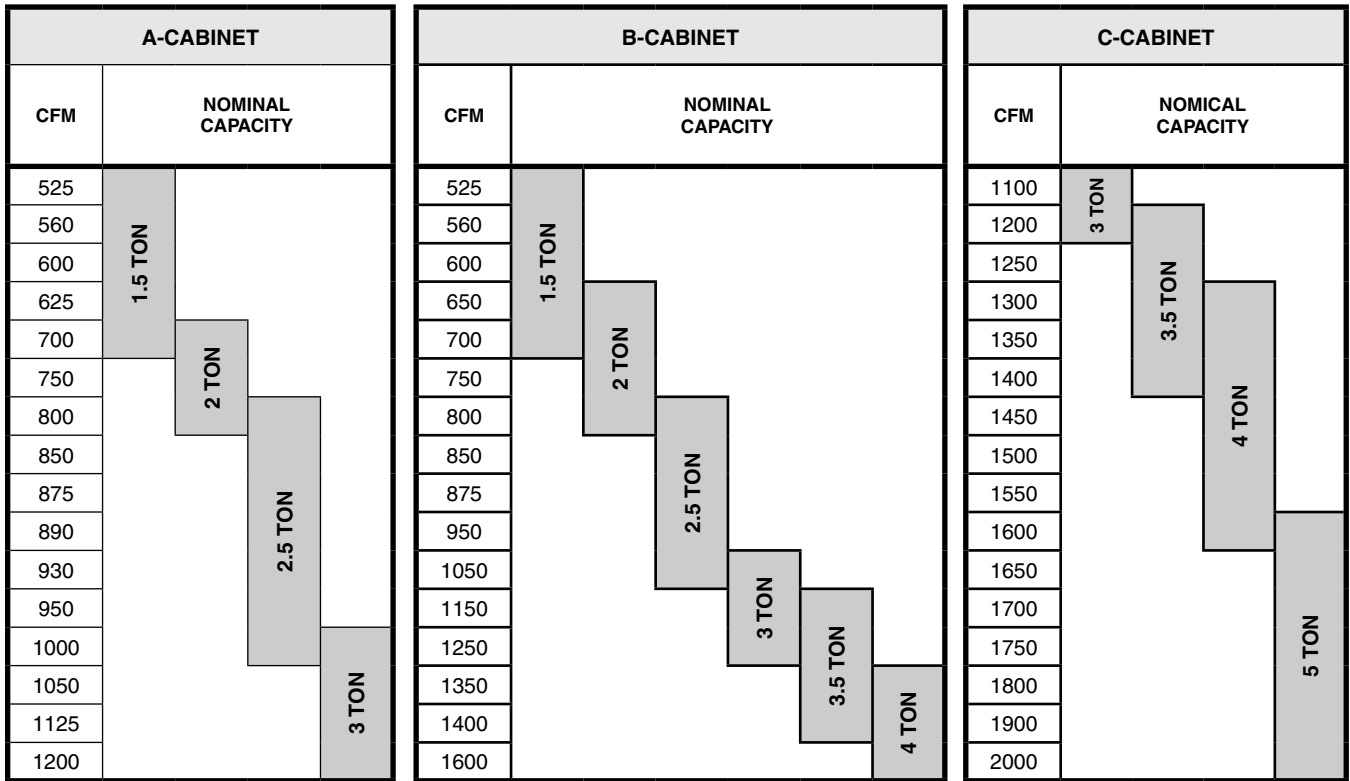 A-CABINET
CFM
NOMINAL
CAPACITY
525
560
600
625
700
750
800
850
875
890
930
950
1000
1050
1125
1200
1.5 TON
2 TON
2.5 TON
3 TON
B-CABINET
CFM
NOMINAL
CAPACITY
525
560
600
650
700
750
800
850
875
950
1050
1150
1250
1350
1400
1600
1.5 TON
2 TON
2.5 TON
3 TON
3.5 TON
4 TON
C-CABINET
CFM
NOMICAL
CAPACITY
1100
1200
1250
1300
1350
1400
1450
1500
1550
1600
1650
1700
1750
1800
1900
2000
3 TON
3.5 TON
4 TON
5 TON